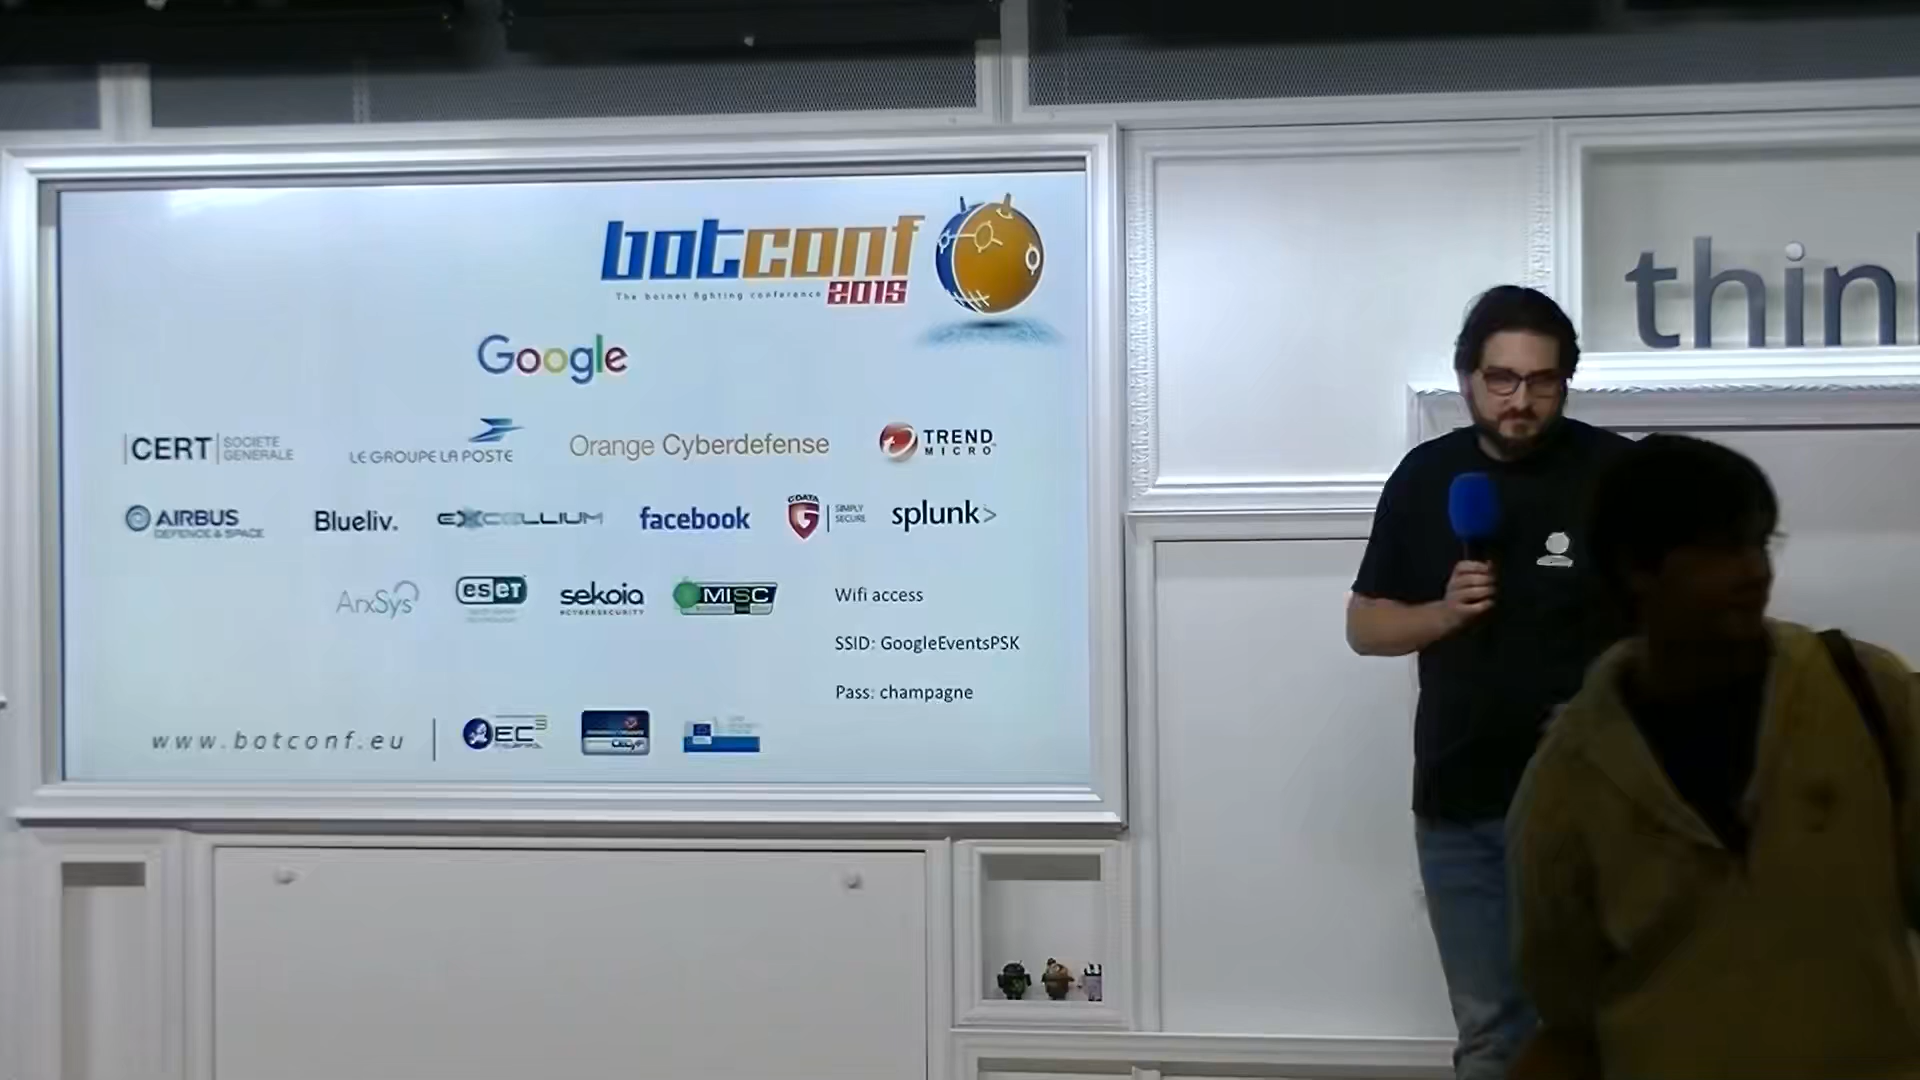 botconf
The botnet fighting conference 2015
Google
CERT SOCIETE GENERALE
LE GROUPE LA POSTE
Orange Cyberdefense
TREND MICRO
AIRBUS DEFENCE & SPACE
Blueliv.
EXCELLIUM
facebook
G DATA SIMPLY SECURE
splunk>
ArxSys
eseT
sekoia
#CYBERSECURITY
MISC
Wifi access
SSID: GoogleEventsPSK
Pass: champagne
www.botconf.eu
EC3
thin